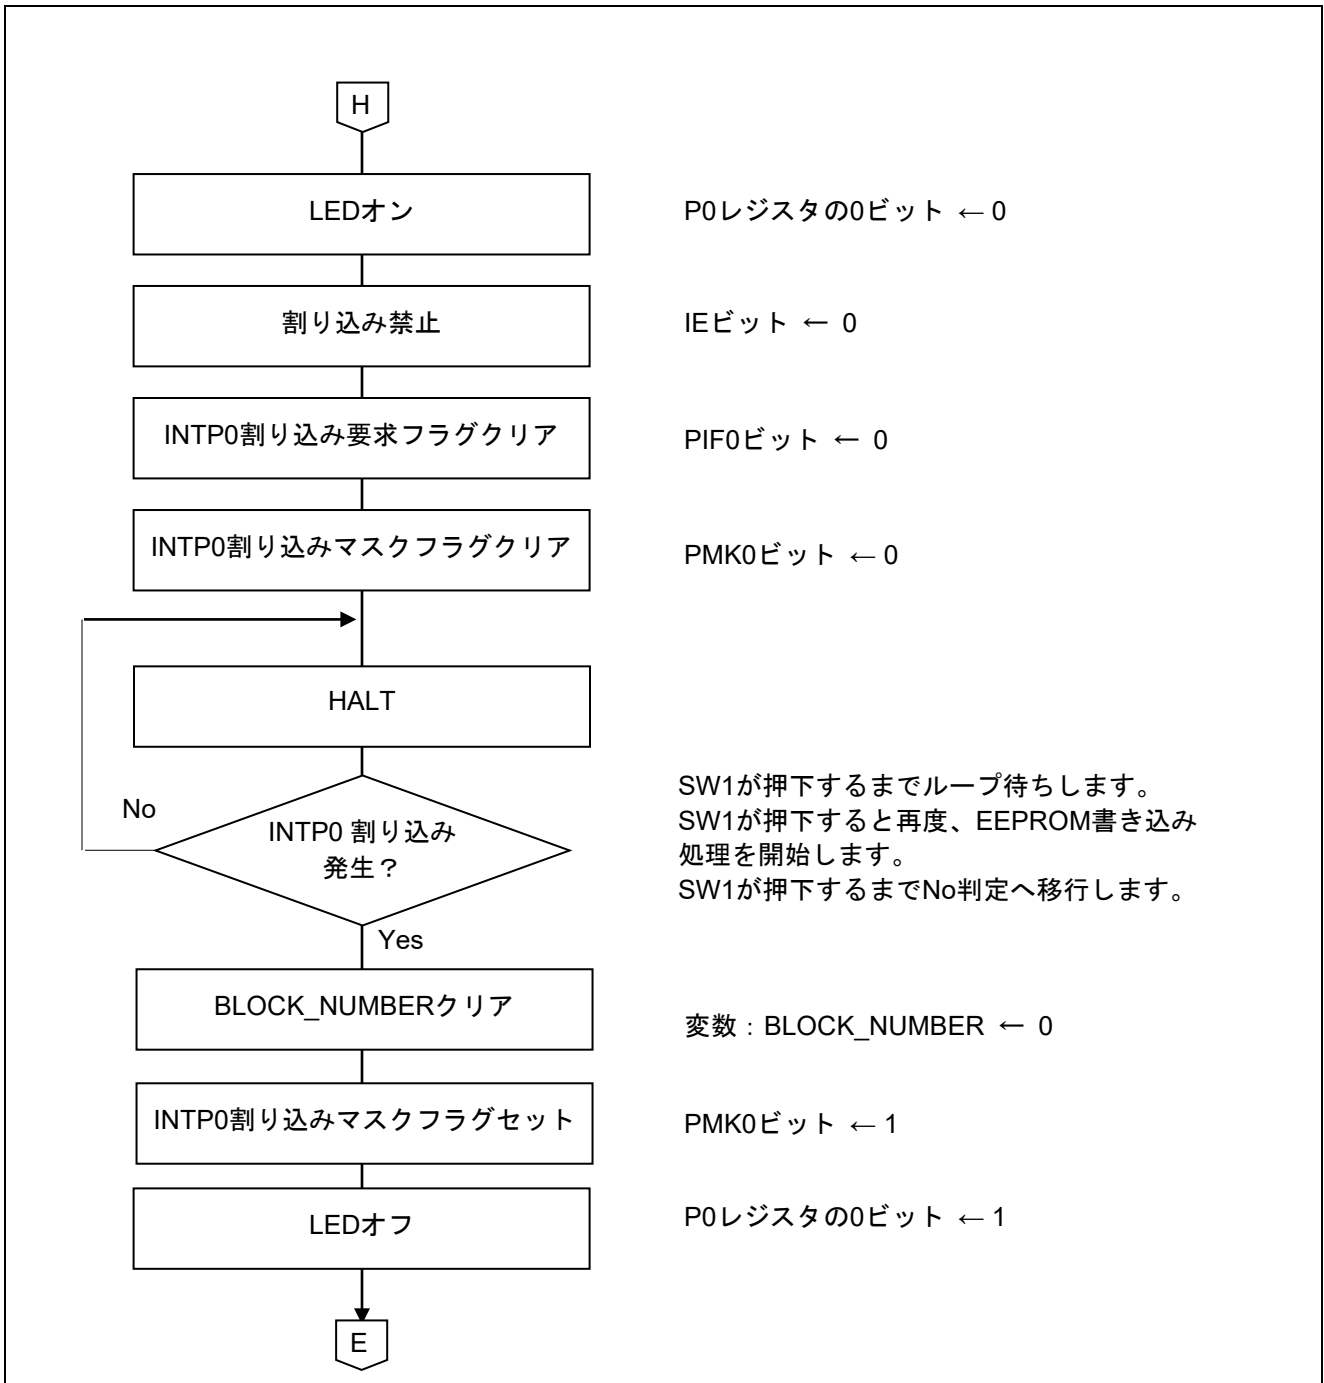 H
LEDオン
P0レジスタの0ビット ← 0
割り込み禁止
IEビット ← 0
INTP0割り込み要求フラグクリア
PIF0ビット ← 0
INTP0割り込みマスクフラグクリア
PMK0ビット ← 0
HALT
No
INTP0 割り込み
発生？
SW1が押下するまでループ待ちします。
SW1が押下すると再度、EEPROM書き込み
処理を開始します。
SW1が押下するまでNo判定へ移行します。
Yes
BLOCK_NUMBERクリア
変数：BLOCK_NUMBER ← 0
INTP0割り込みマスクフラグセット
PMK0ビット ← 1
LEDオフ
P0レジスタの0ビット ← 1
E